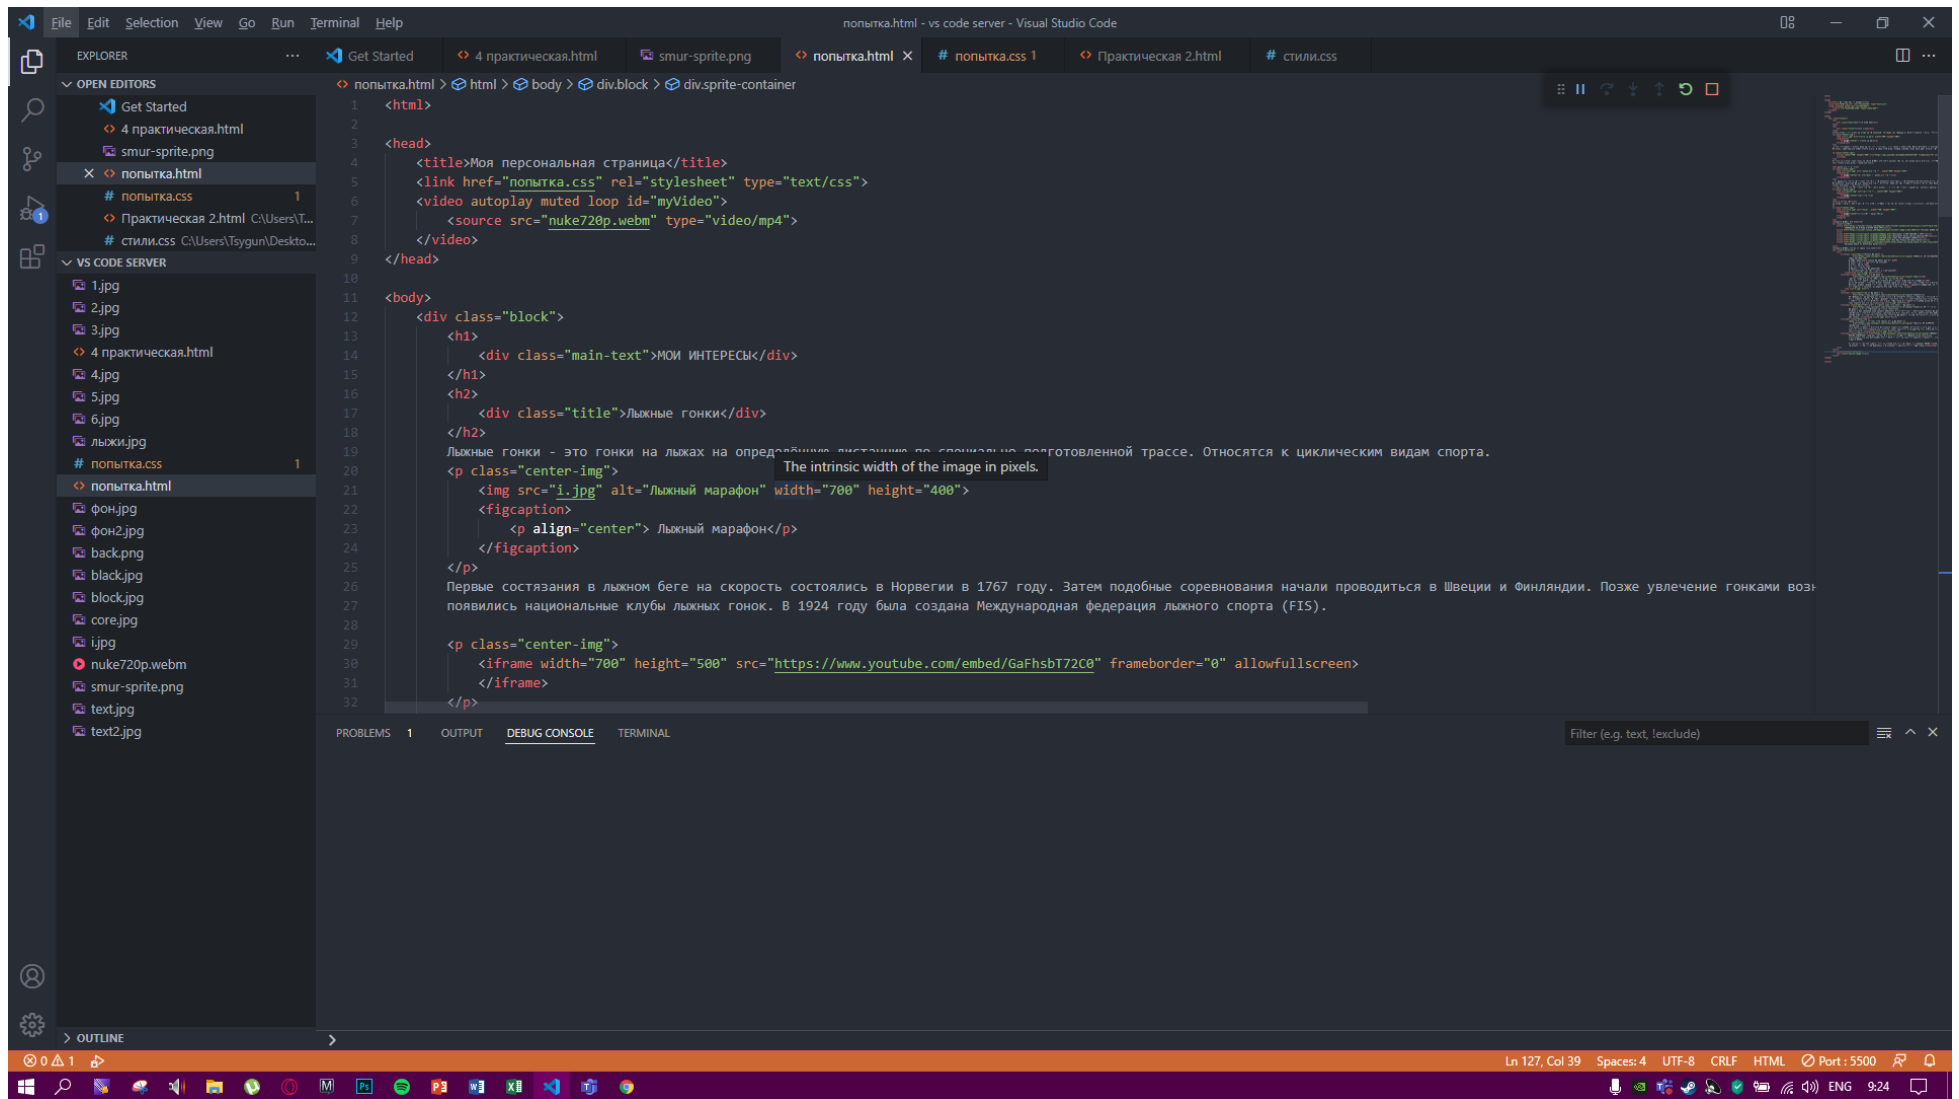 File Edit Selection View Go Run Terminal Help
попытка.html - vs code server - Visual Studio Code
EXPLORER
Get Started
4 практическая.html
smur-sprite.png
попытка.html
# попытка.css 1
Практическая 2.html
# стили.css
OPEN EDITORS
Get Started
4 практическая.html
smur-sprite.png
попытка.html
# попытка.css 1
Практическая 2.html C:\Users\T...
# стили.css C:\Users\Tsygun\Deskto...
VS CODE SERVER
1.jpg
2.jpg
3.jpg
4 практическая.html
4.jpg
5.jpg
6.jpg
лыжи.jpg
# попытка.css 1
попытка.html
фон.jpg
фон2.jpg
back.png
black.jpg
block.jpg
core.jpg
i.jpg
nuke720p.webm
smur-sprite.png
text.jpg
text2.jpg
OUTLINE
попытка.html > html > body > div.block > div.sprite-container
1 <html>
2
3 <head>
4 <title>Моя персональная страница</title>
5 <link href="попытка.css" rel="stylesheet" type="text/css">
6 <video autoplay muted loop id="myVideo">
7 <source src="nuke720p.webm" type="video/mp4">
8 </video>
9 </head>
10
11 <body>
12 <div class="block">
13 <h1>
14 <div class="main-text">МОИ ИНТЕРЕСЫ</div>
15 </h1>
16 <h2>
17 <div class="title">Лыжные гонки</div>
18 </h2>
19 Лыжные гонки - это гонки на лыжах на определённую дистанцию по специально подготовленной трассе. Относятся к циклическим видам спорта.
The intrinsic width of the image in pixels.
20 <p class="center-img">
21 <img src="i.jpg" alt="Лыжный марафон" width="700" height="400">
22 <figcaption>
23 <p align="center"> Лыжный марафон</p>
24 </figcaption>
25 </p>
26 Первые состязания в лыжном беге на скорость состоялись в Норвегии в 1767 году. Затем подобные соревнования начали проводиться в Швеции и Финляндии. Позже увлечение гонками возн
27 появились национальные клубы лыжных гонок. В 1924 году была создана Международная федерация лыжного спорта (FIS).
28
29 <p class="center-img">
30 <iframe width="700" height="500" src="https://www.youtube.com/embed/GaFhsbT72C0" frameborder="0" allowfullscreen>
31 </iframe>
32 </p>
PROBLEMS 1 OUTPUT DEBUG CONSOLE TERMINAL
Filter (e.g. text, !exclude)
0 1
Ln 127, Col 39 Spaces: 4 UTF-8 CRLF HTML Port : 5500
ENG 9:24